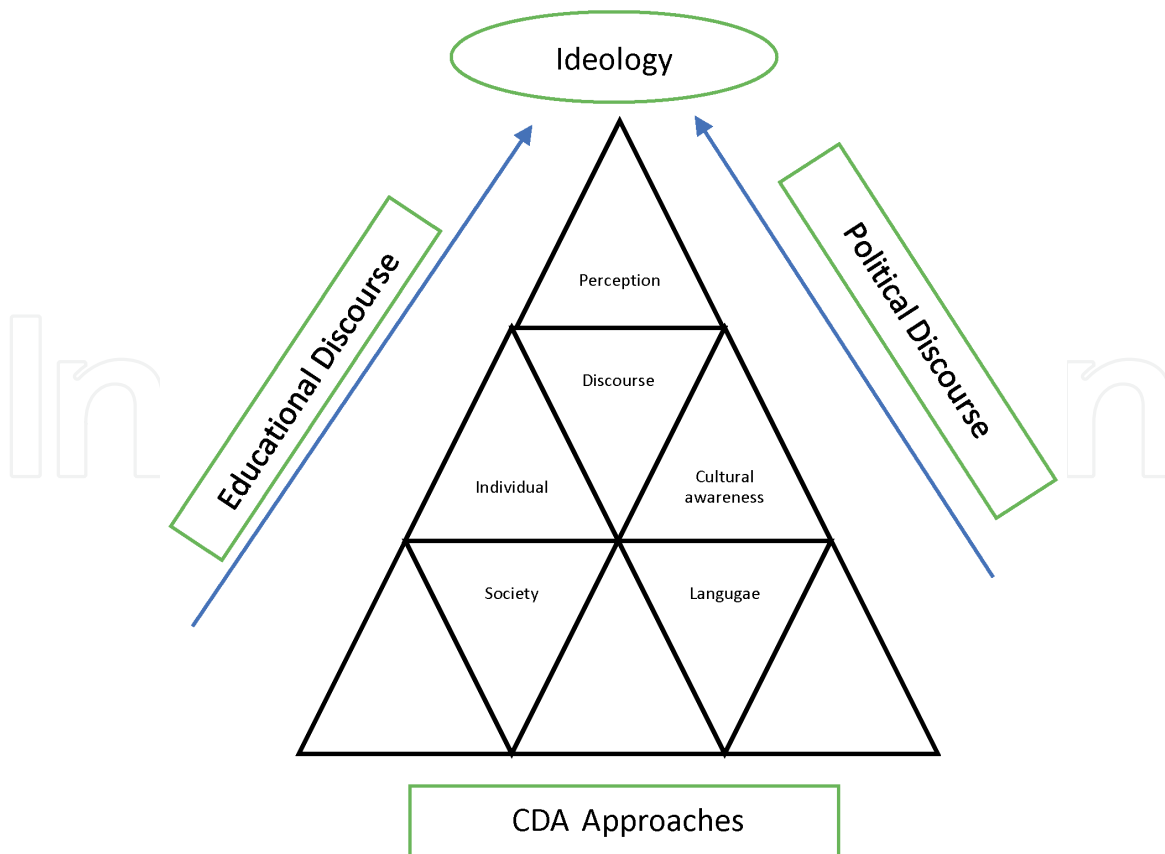 Ideology
Educational Discourse
Political Discourse
Perception
Discourse
Individual
Cultural
awareness
Society
Langugae
CDA Approaches